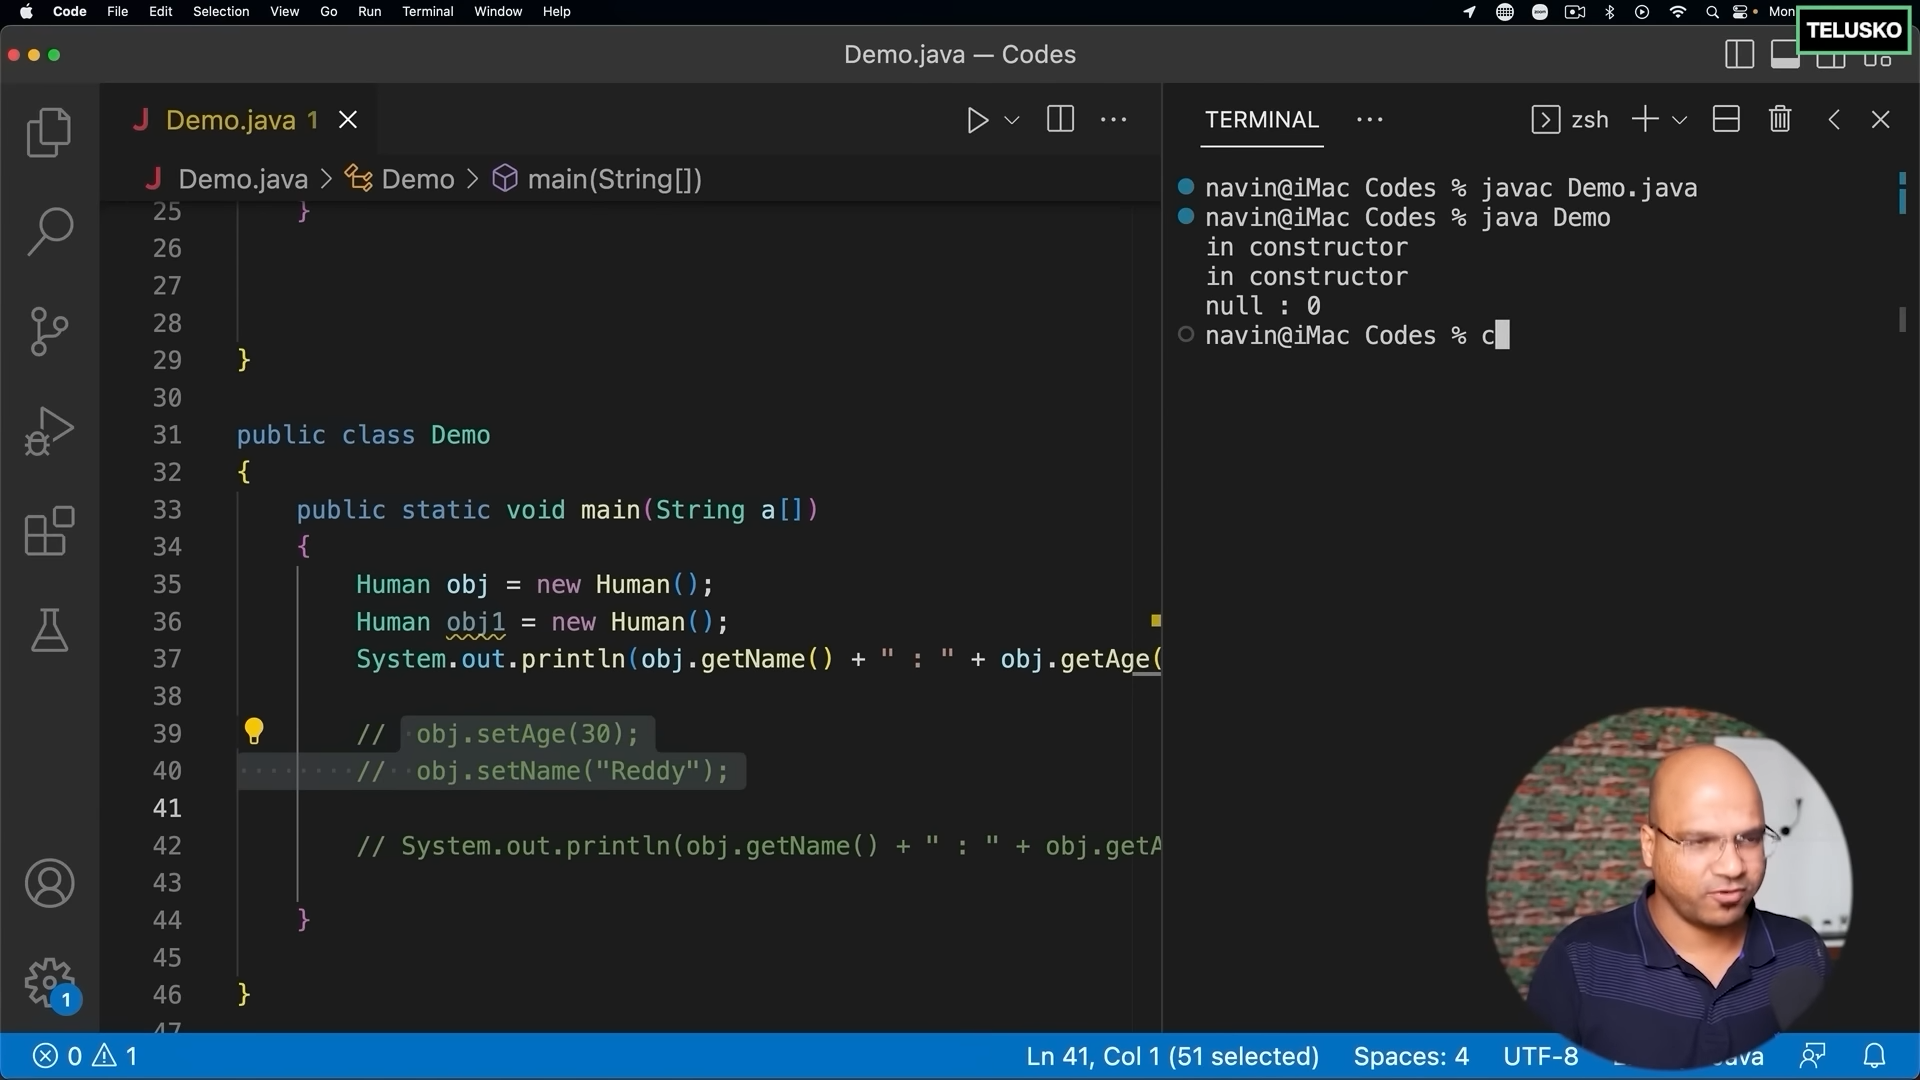 Code File Edit Selection View Go Run Terminal Window Help
Mon
TELUSKO
Demo.java — Codes
Demo.java 1
TERMINAL
zsh
Demo.java > Demo > main(String[])
25 }
26
27
28
29 }
30
31 public class Demo
32 {
33 public static void main(String a[])
34 {
35 Human obj = new Human();
36 Human obj1 = new Human();
37 System.out.println(obj.getName() + " : " + obj.getAge(
38
39 // obj.setAge(30);
40 // obj.setName("Reddy");
41
42 // System.out.println(obj.getName() + " : " + obj.getA
43
44 }
45
46 }
47
navin@iMac Codes % javac Demo.java
navin@iMac Codes % java Demo
in constructor
in constructor
null : 0
navin@iMac Codes % c
1
0 1
Ln 41, Col 1 (51 selected) Spaces: 4 UTF-8